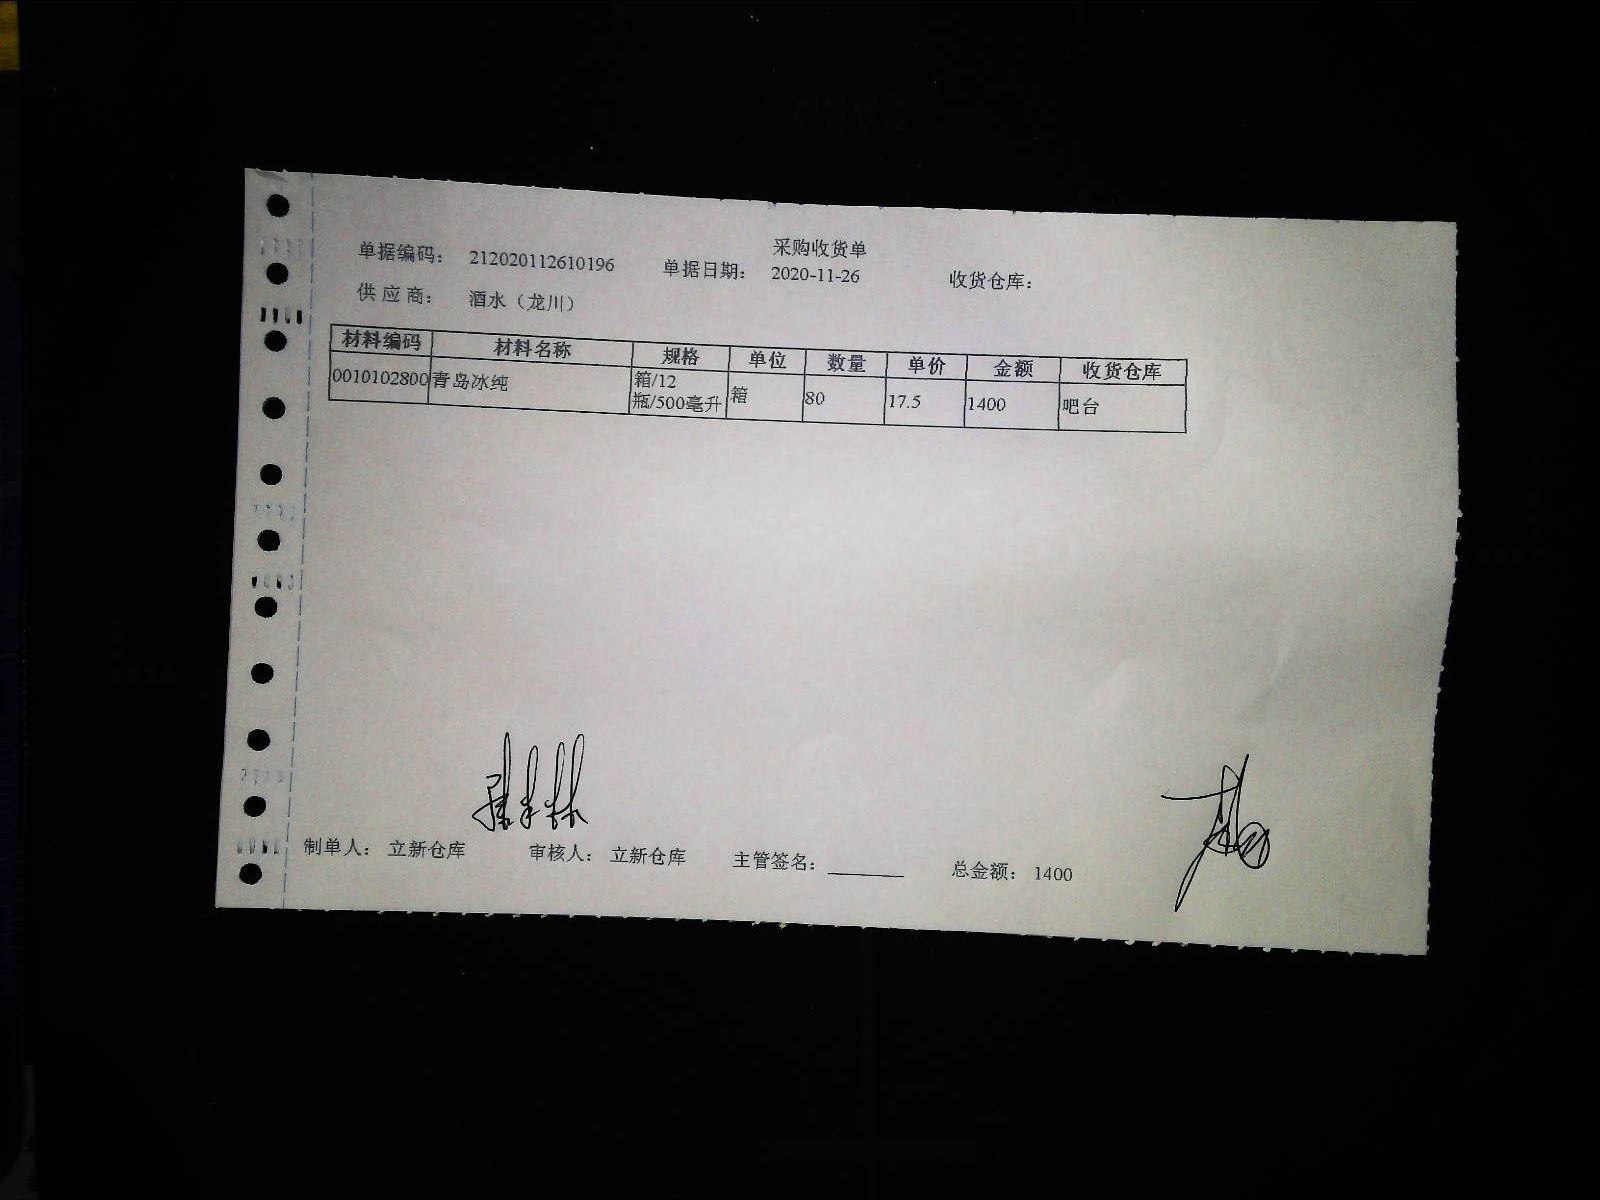 采购收货单
单据编码： 212020112610196 单据日期： 2020-11-26 收货仓库：
供 应 商： 酒水（龙川）
材料编码 材料名称 规格 单位 数量 单价 金额 收货仓库
0010102800 青岛冰纯 箱/12 瓶/500毫升 箱 80 17.5 1400 吧台
制单人： 立新仓库 审核人： 立新仓库 主管签名：______ 总金额： 1400